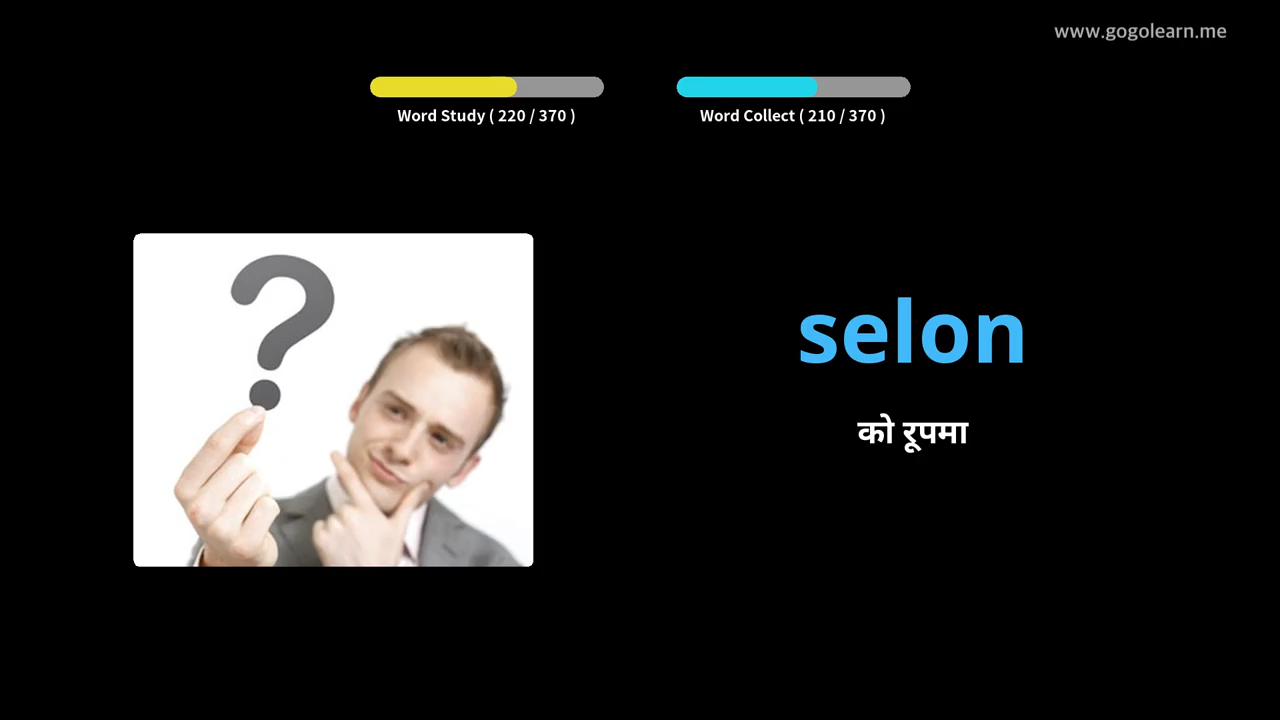 www.gogolearn.me
Word Study ( 220 / 370 )
Word Collect ( 210 / 370 )
selon
को रूपमा